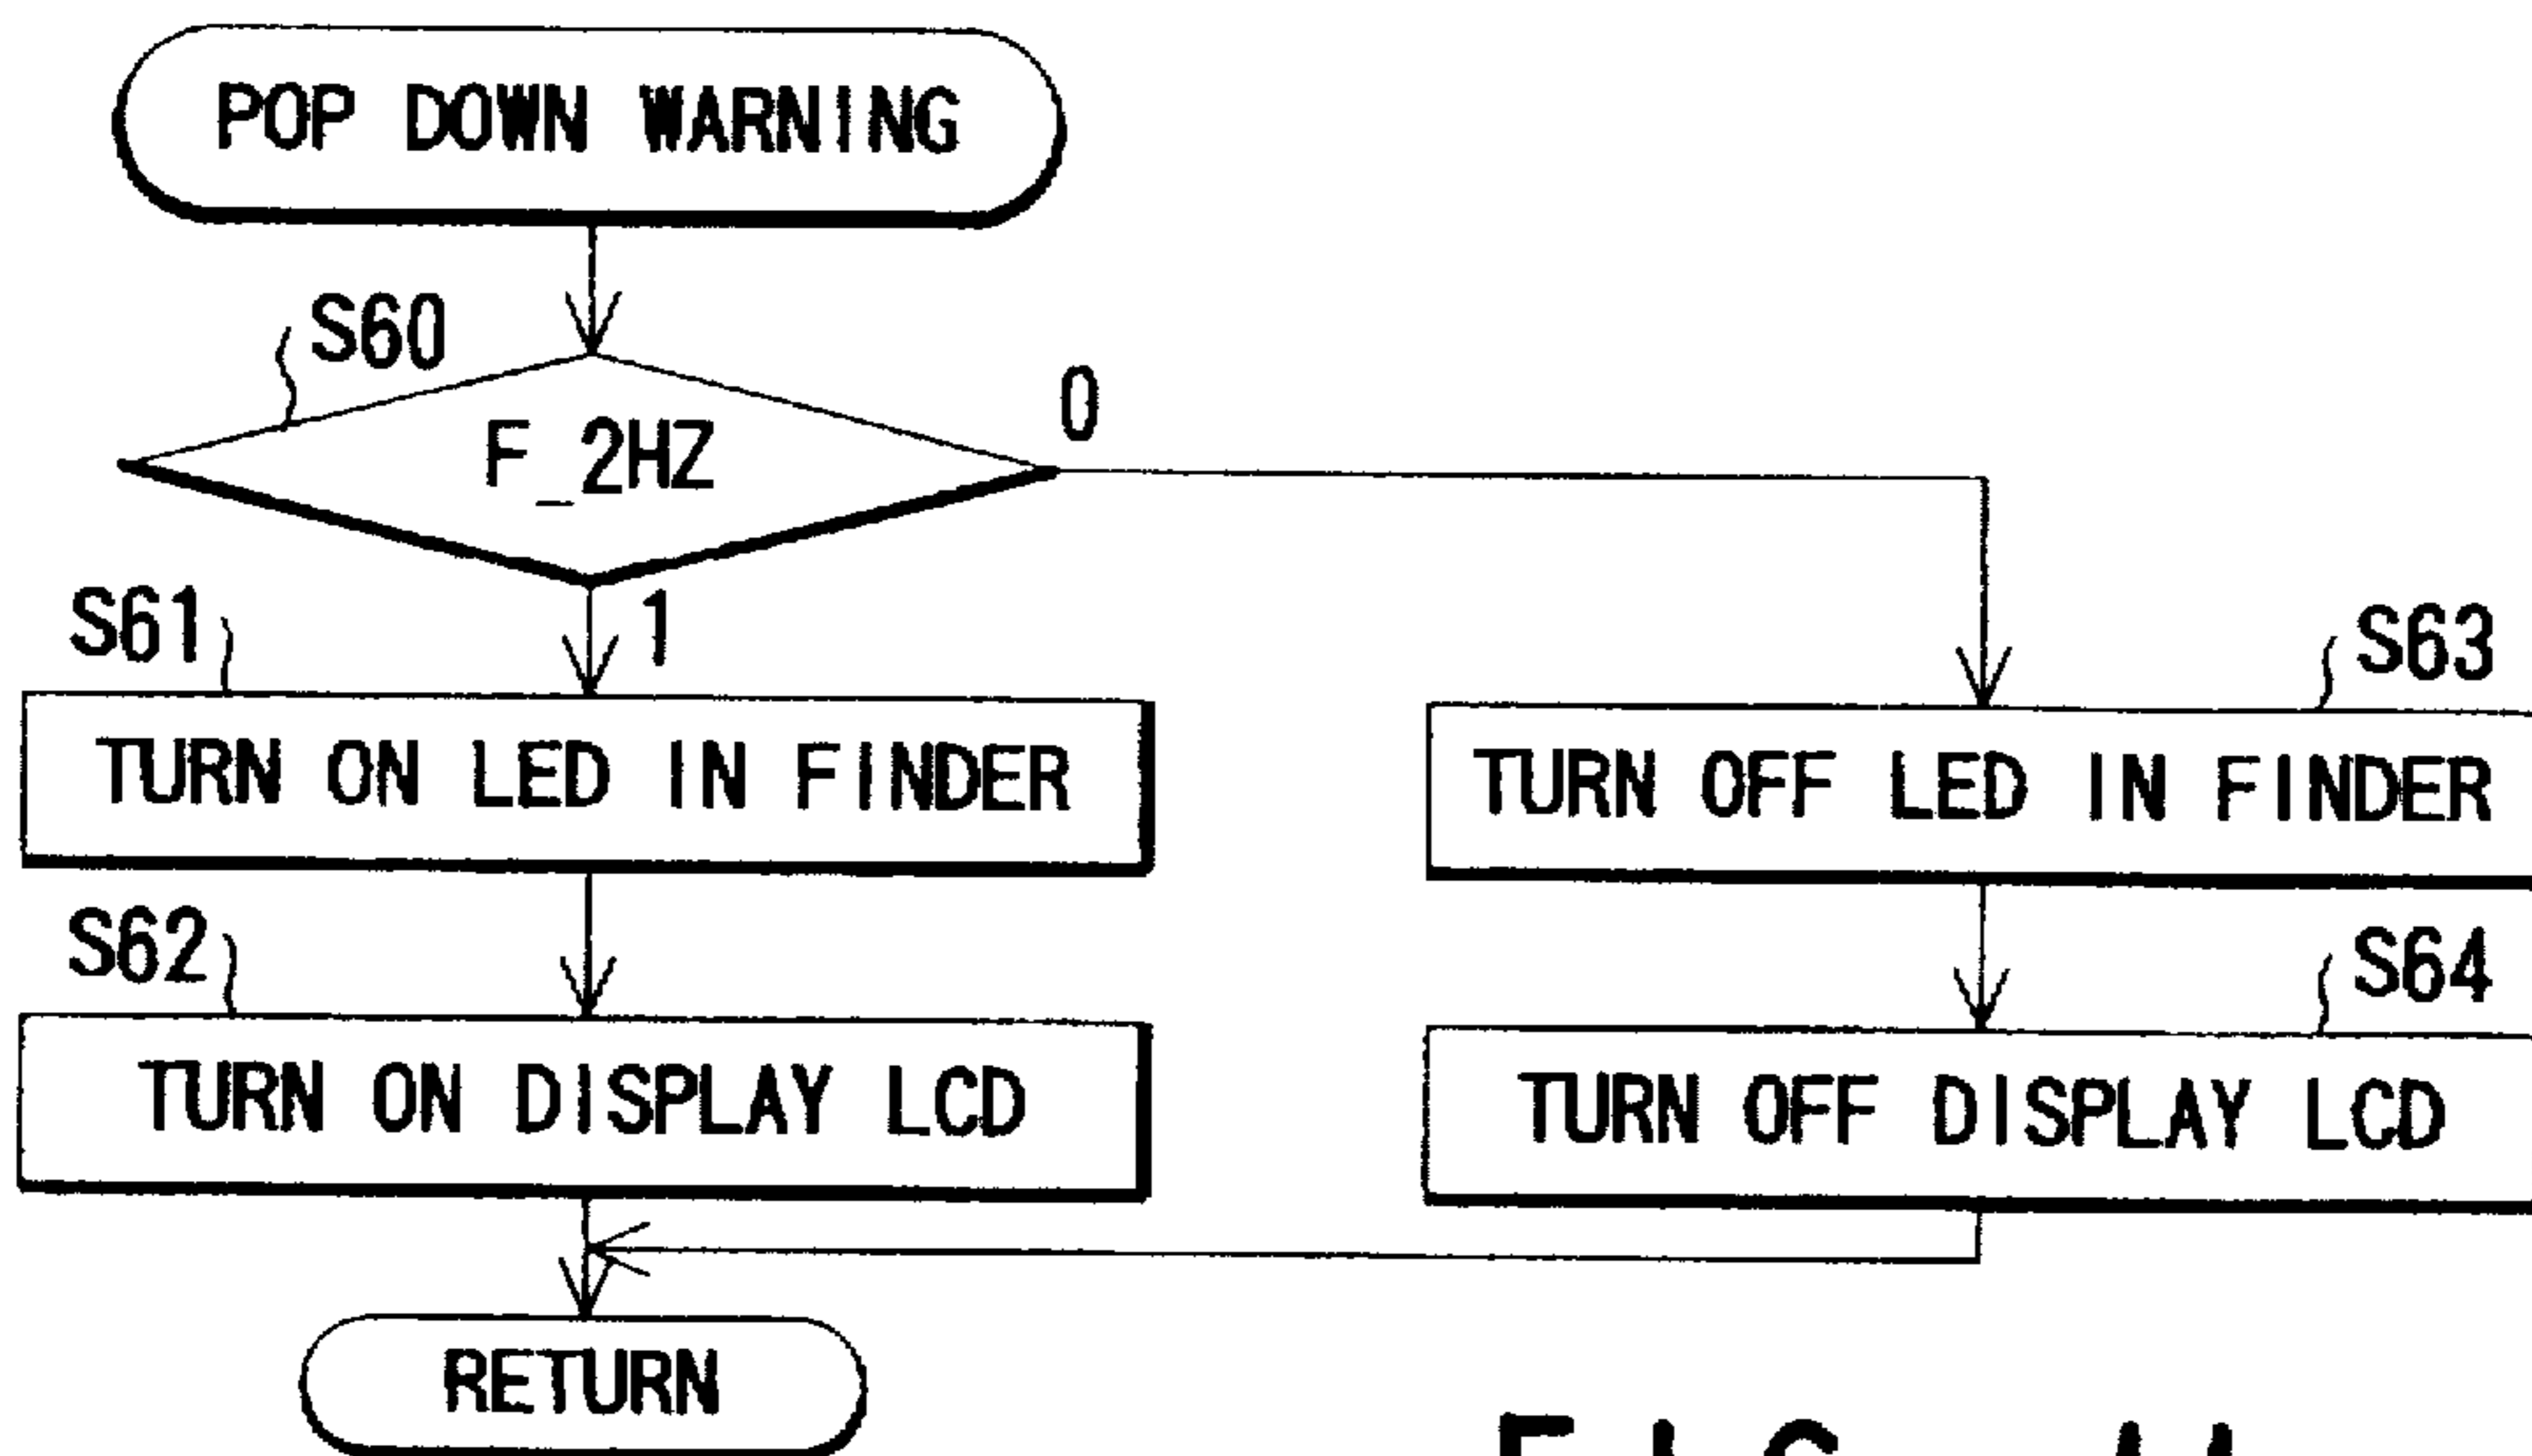 POP DOWN WARNING
S60
F_2HZ
0
1
S61
TURN ON LED IN FINDER
S62
TURN ON DISPLAY LCD
S63
TURN OFF LED IN FINDER
S64
TURN OFF DISPLAY LCD
RETURN